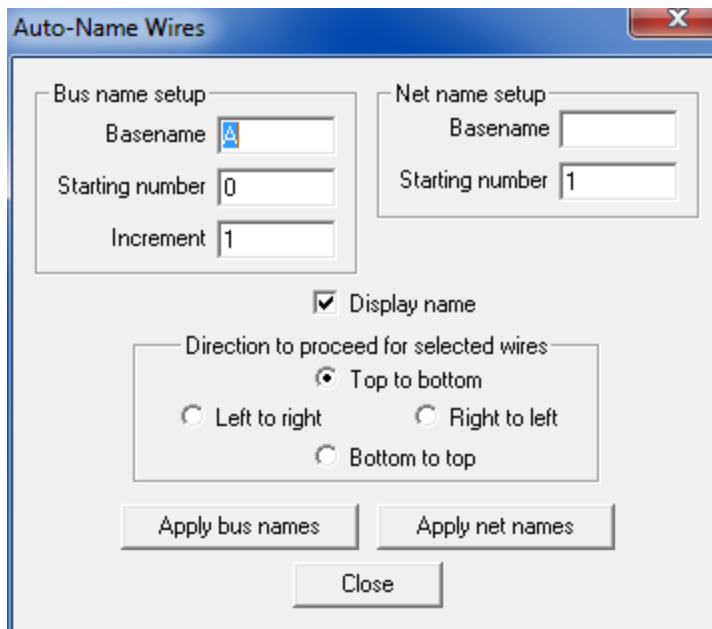 Auto-Name Wires
X
Bus name setup
Basename A
Starting number 0
Increment 1
Net name setup
Basename
Starting number 1
Display name
Direction to proceed for selected wires
Top to bottom
Left to right Right to left
Bottom to top
Apply bus names Apply net names
Close